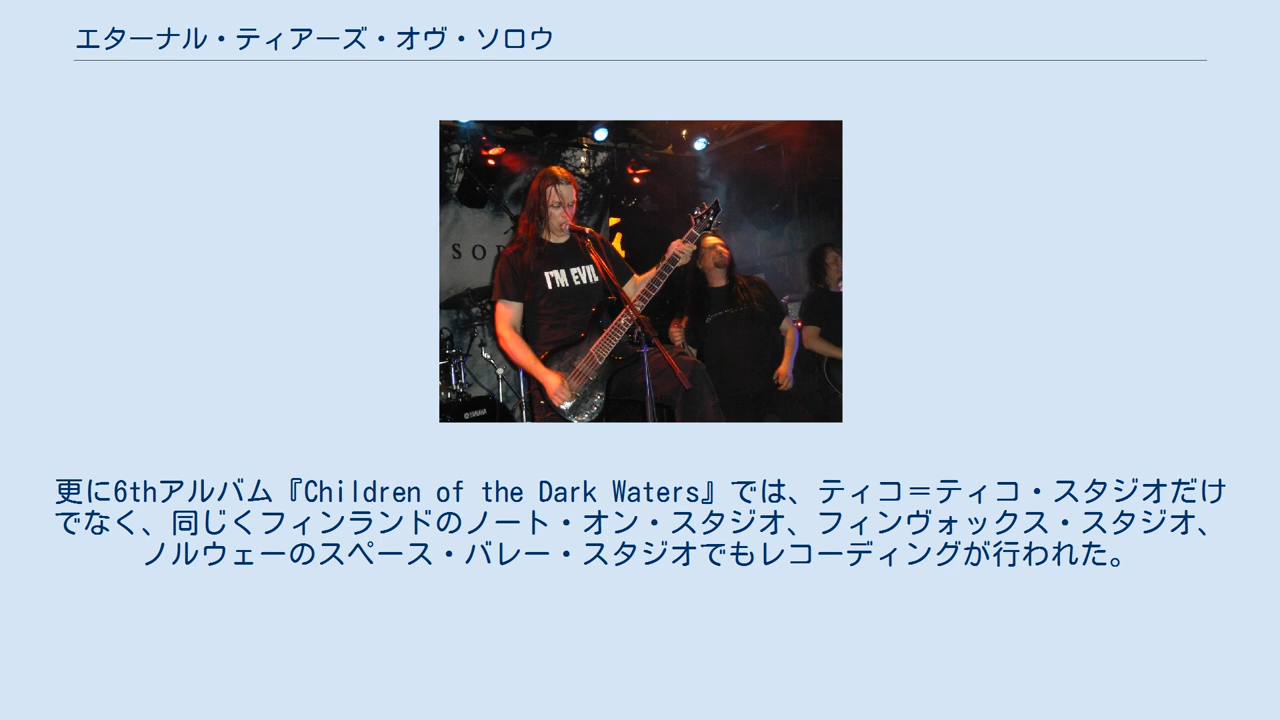 エターナル・ティアーズ・オヴ・ソロウ
SOR
I'M EVIL
YAMAHA
更に6thアルバム『Children of the Dark Waters』では、ティコ＝ティコ・スタジオだけ
でなく、同じくフィンランドのノート・オン・スタジオ、フィンヴォックス・スタジオ、
ノルウェーのスペース・バレー・スタジオでもレコーディングが行われた。